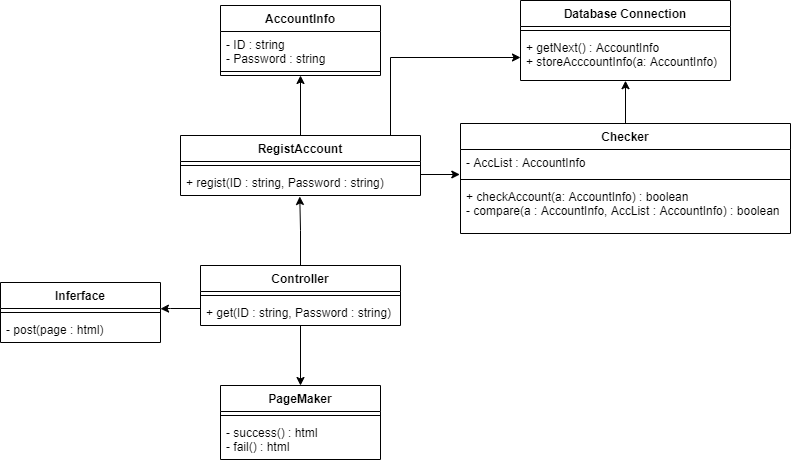 AccountInfo
- ID : string
- Password : string
Database Connection
+ getNext() : AccountInfo
+ storeAcccountInfo(a: AccountInfo)
RegistAccount
+ regist(ID : string, Password : string)
Checker
- AccList : AccountInfo
+ checkAccount(a: AccountInfo) : boolean
- compare(a : AccountInfo, AccList : AccountInfo) : boolean
Controller
+ get(ID : string, Password : string)
Inferface
- post(page : html)
PageMaker
- success() : html
- fail() : html